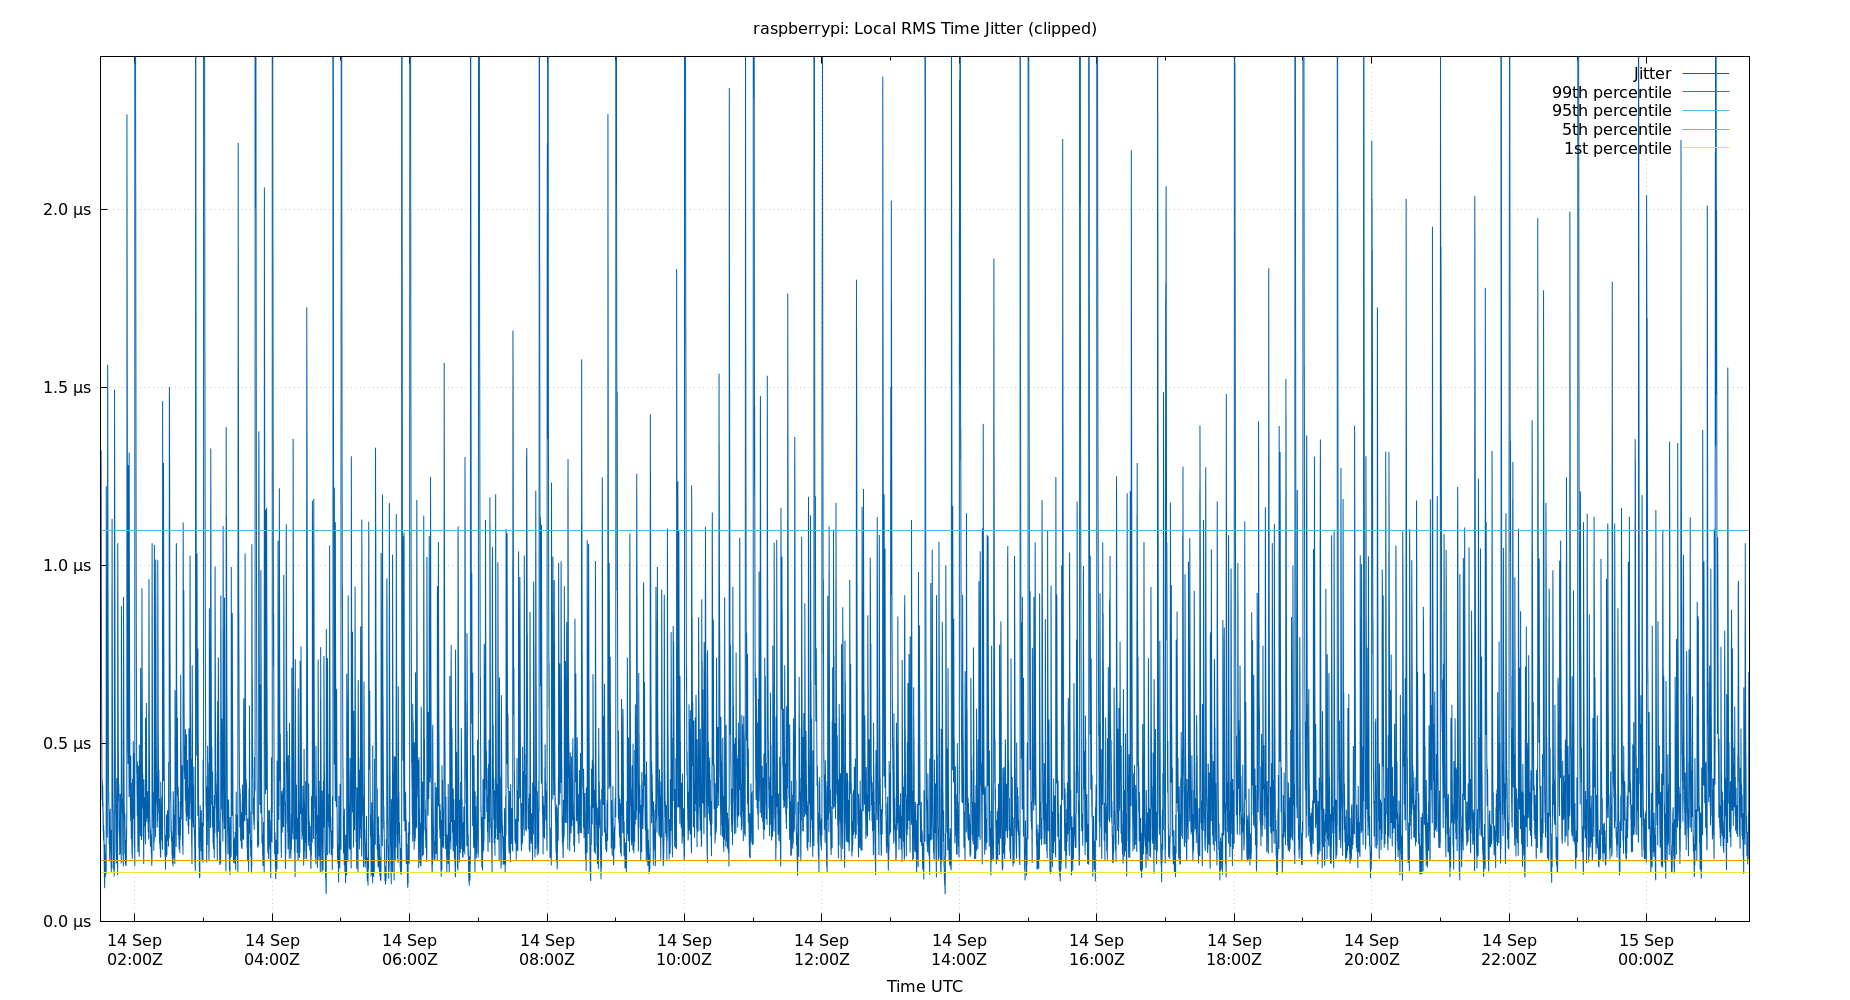 raspberrypi: Local RMS Time Jitter (clipped)
Jitter
99th percentile
95th percentile
5th percentile
1st percentile
2.0 µs
1.5 µs
1.0 µs
0.5 µs
0.0 µs
14 Sep 14 Sep 14 Sep 14 Sep 14 Sep 14 Sep 14 Sep 14 Sep 14 Sep 14 Sep 14 Sep 15 Sep
02:00Z 04:00Z 06:00Z 08:00Z 10:00Z 12:00Z 14:00Z 16:00Z 18:00Z 20:00Z 22:00Z 00:00Z
Time UTC